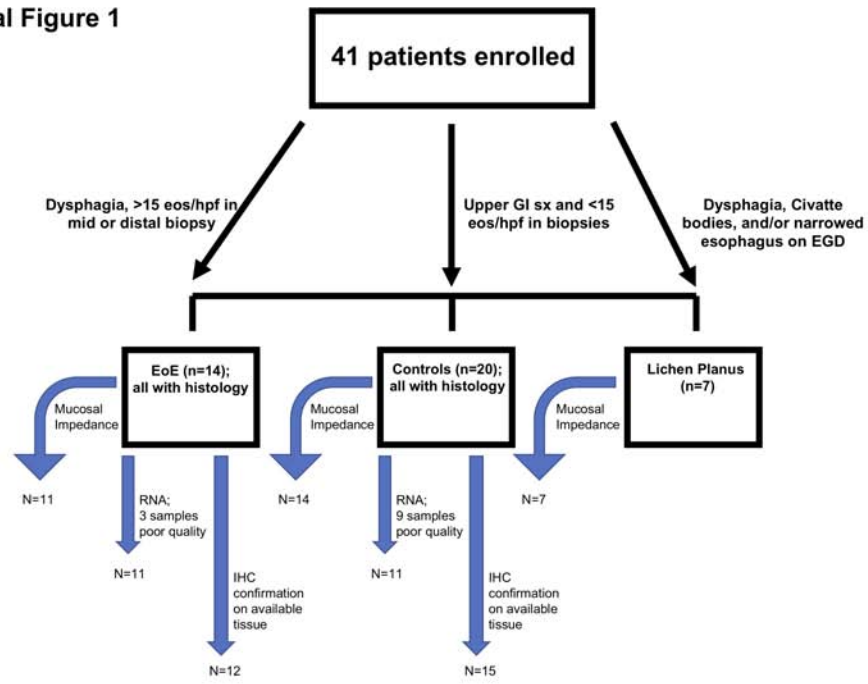 al Figure 1
41 patients enrolled
Dysphagia, >15 eos/hpf in
mid or distal biopsy
Upper GI sx and <15
eos/hpf in biopsies
Dysphagia, Civatte
bodies, and/or narrowed
esophagus on EGD
EoE (n=14);
all with histology
Controls (n=20);
all with histology
Lichen Planus
(n=7)
Mucosal
Impedance
Mucosal
Impedance
Mucosal
Impedance
N=11
RNA;
3 samples
poor quality
N=14
RNA;
9 samples
poor quality
N=7
N=11
IHC
confirmation
on available
tissue
N=11
IHC
confirmation
on available
tissue
N=12
N=15